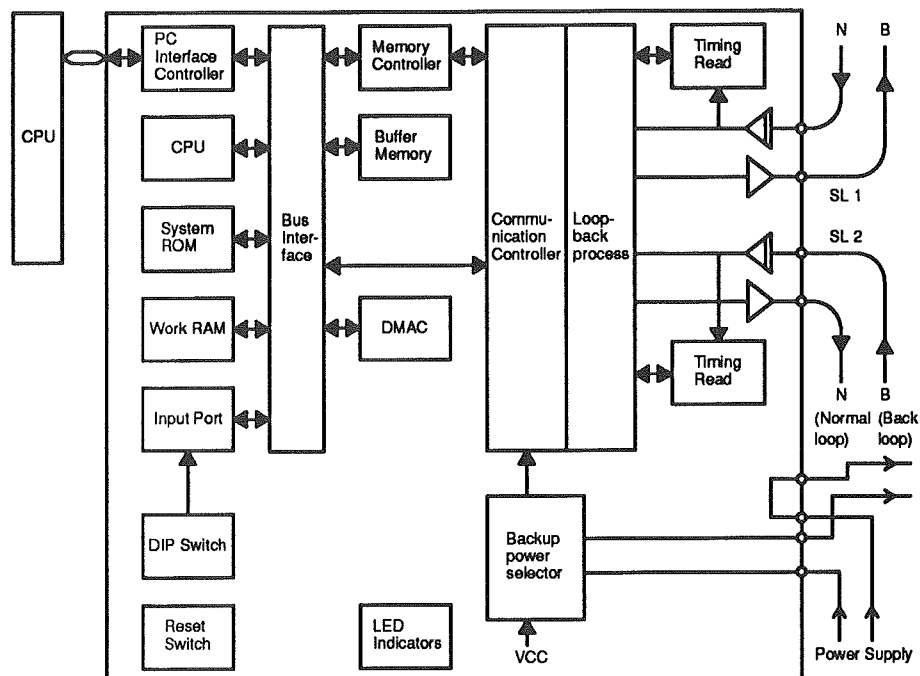 CPU
PC
Interface
Controller
CPU
System
ROM
Work RAM
Input Port
DIP Switch
Reset
Switch
Bus
Inter-
face
Memory
Controller
Buffer
Memory
DMAC
LED
Indicators
Commu-
nication
Controller
Loop-
back
process
Backup
power
selector
VCC
Timing
Read
Timing
Read
N
B
SL 1
SL 2
N
B
(Normal
loop)
(Back
loop)
Power Supply